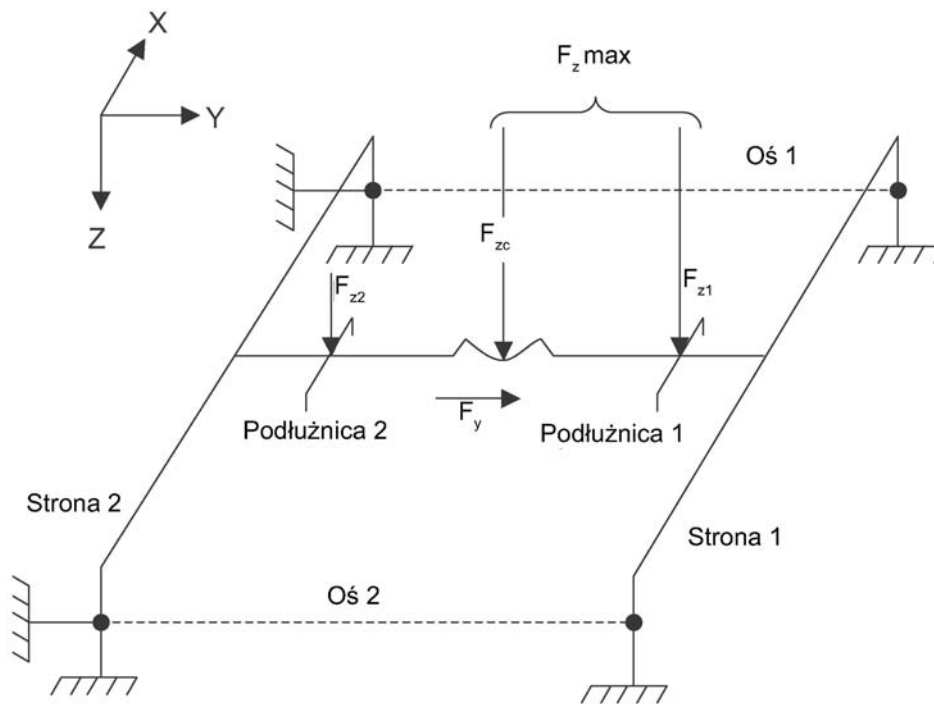 X
Y
Z
F_z max
Oś 1
F_zc
F_z2
F_z1
F_y
Podłużnica 2
Podłużnica 1
Strona 2
Strona 1
Oś 2